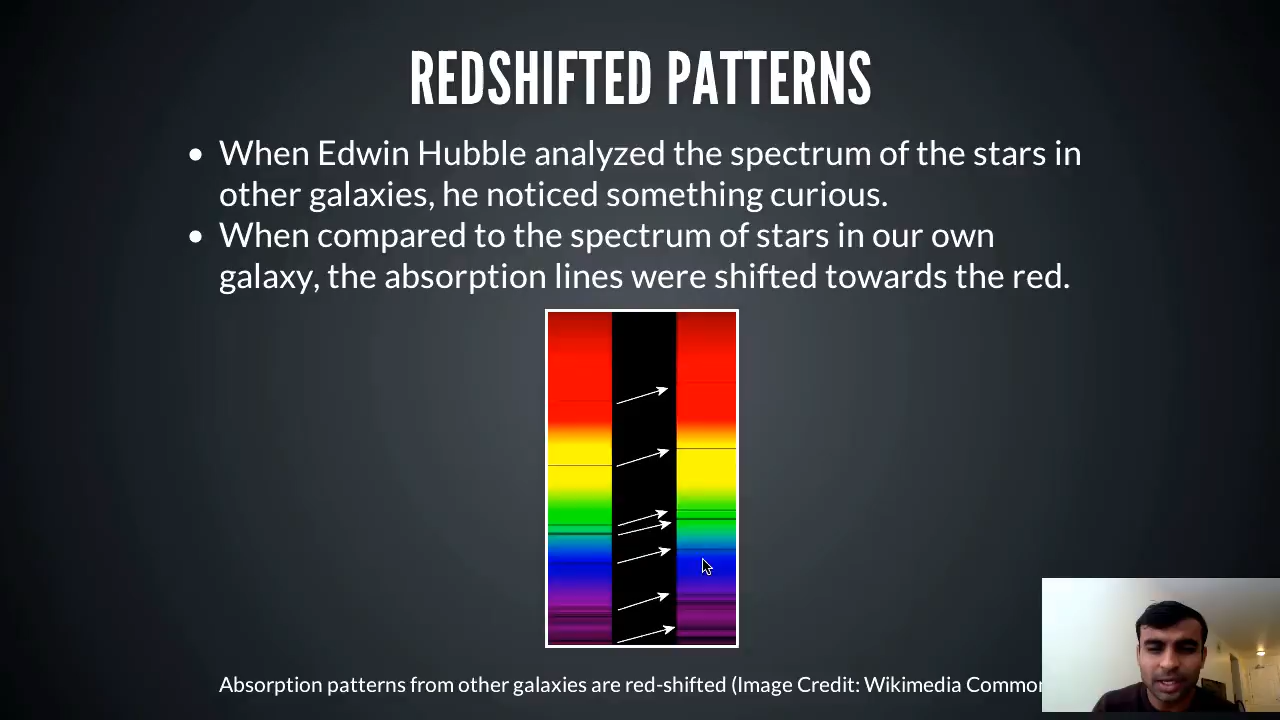 REDSHIFTED PATTERNS
• When Edwin Hubble analyzed the spectrum of the stars in
other galaxies, he noticed something curious.
• When compared to the spectrum of stars in our own
galaxy, the absorption lines were shifted towards the red.
Absorption patterns from other galaxies are red-shifted (Image Credit: Wikimedia